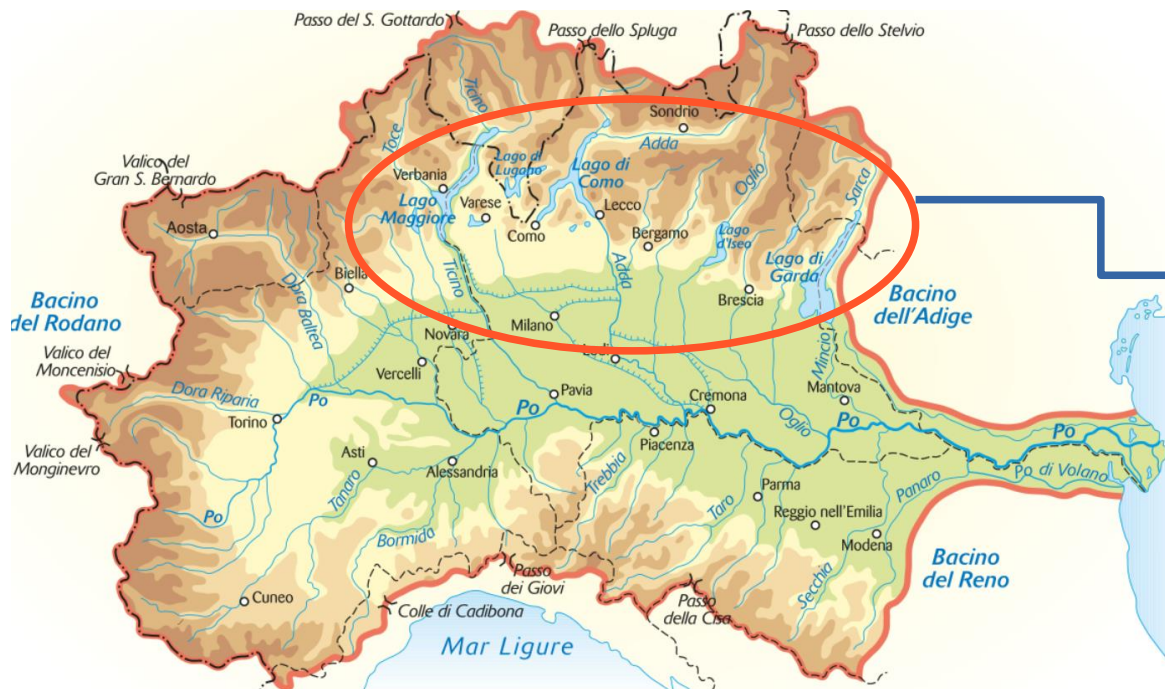 Passo del S. Gottardo
Passo dello Spluga
Passo dello Stelvio
Ticino
Toce
Sondrio
Adda
Valico del
Gran S. Bernardo
Verbania
Lago di
Lugano
Lago di
Como
Oglio
Sarca
Lago
Maggiore
Varese
Lecco
Aosta
Como
Bergamo
Lago
d'Iseo
Lago di
Garda
Biella
Ticino
Adda
Brescia
Dora Baltea
Bacino
del Rodano
Bacino
dell'Adige
Milano
Novara
Valico del
Moncenisio
Vercelli
Mincio
Dora Riparia
Pavia
Mantova
Po
Po
Cremona
Torino
Oglio
Po
Po
Valico del
Monginevro
Asti
Alessandria
Piacenza
Trebbia
Po di Volano
Tanaro
Parma
Taro
Panaro
Reggio nell'Emilia
Po
Bormida
Modena
Secchia
Bacino
del Reno
Cuneo
Passo
dei Giovi
Colle di Cadibona
Passo
della Cisa
Mar Ligure